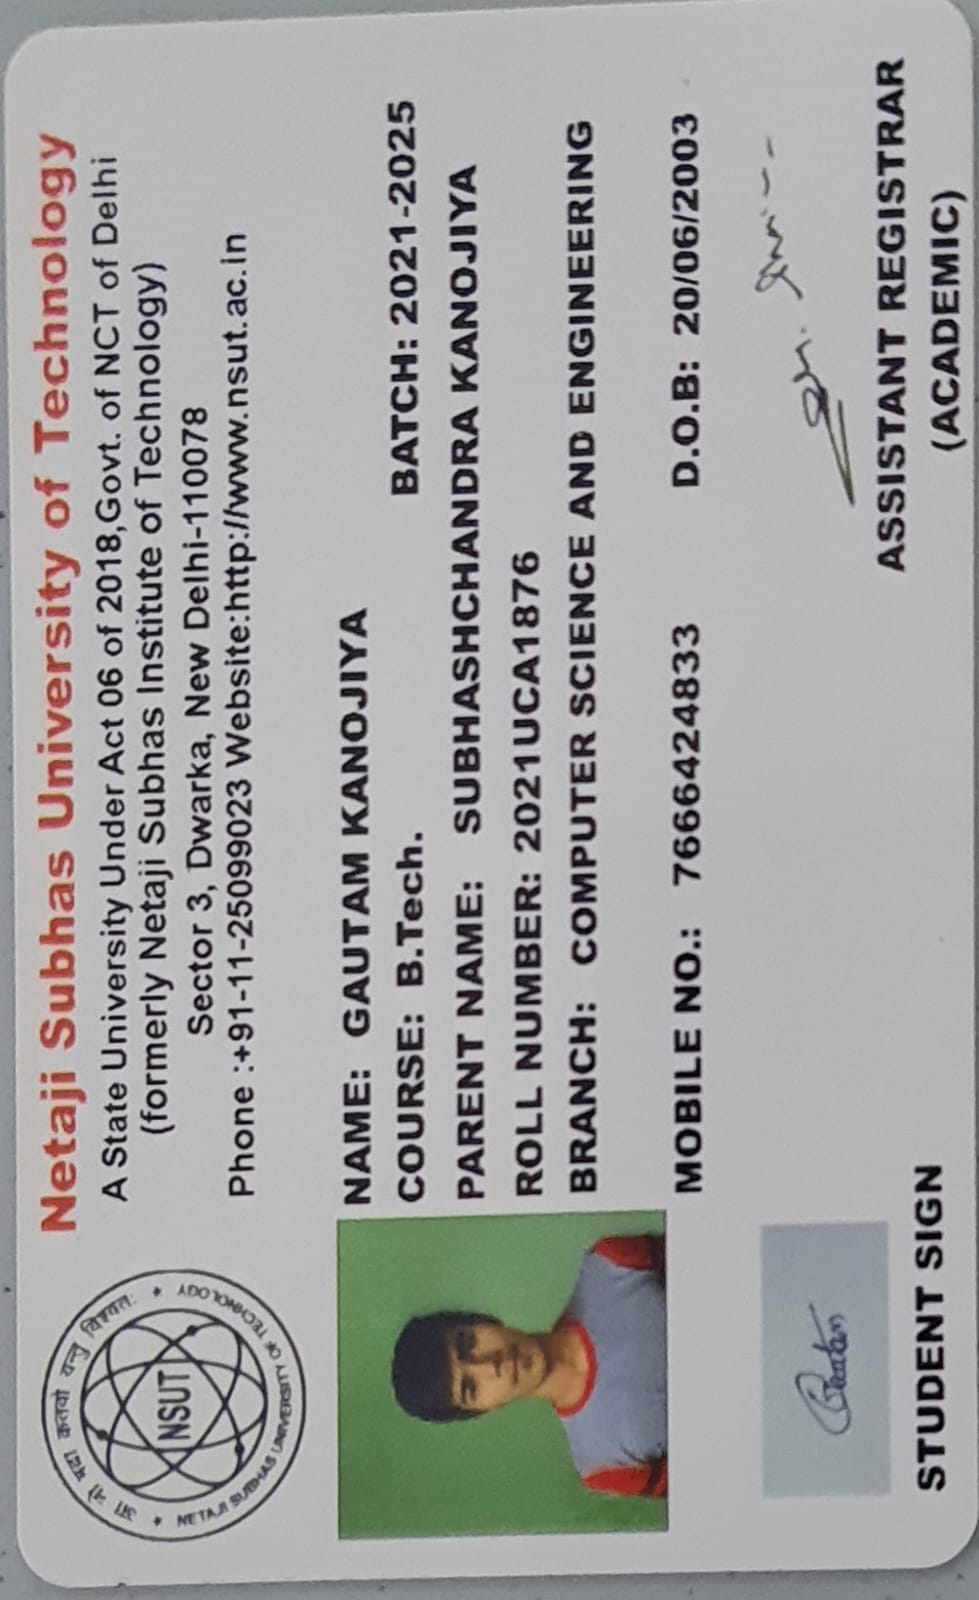 आ नो भद्रा कतवो यन्तु विश्वतः
NSUT
NETAJI SUBHAS UNIVERSITY OF TECHNOLOGY
Netaji Subhas University of Technology
A State University Under Act 06 of 2018,Govt. of NCT of Delhi
(formerly Netaji Subhas Institute of Technology)
Sector 3, Dwarka, New Delhi-110078
Phone :+91-11-25099023 Website:http://www.nsut.ac.in
NAME: GAUTAM KANOJIYA
COURSE: B.Tech. BATCH: 2021-2025
PARENT NAME: SUBHASHCHANDRA KANOJIYA
ROLL NUMBER: 2021UCA1876
BRANCH: COMPUTER SCIENCE AND ENGINEERING
MOBILE NO.: 7666424833 D.O.B: 20/06/2003
Gautam
STUDENT SIGN
ASSISTANT REGISTRAR
(ACADEMIC)